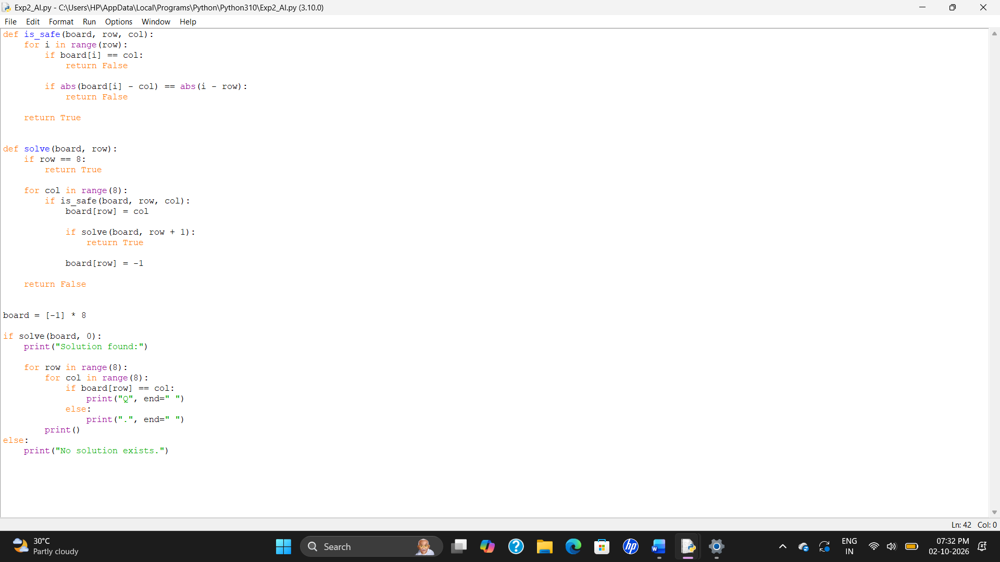 Exp2_AI.py - C:\Users\HP\AppData\Local\Programs\Python\Python310\Exp2_AI.py (3.10.0)
File Edit Format Run Options Window Help
def is_safe(board, row, col):
    for i in range(row):
        if board[i] == col:
            return False

        if abs(board[i] - col) == abs(i - row):
            return False

    return True


def solve(board, row):
    if row == 8:
        return True

    for col in range(8):
        if is_safe(board, row, col):
            board[row] = col

            if solve(board, row + 1):
                return True

            board[row] = -1

    return False


board = [-1] * 8

if solve(board, 0):
    print("Solution found:")

    for row in range(8):
        for col in range(8):
            if board[row] == col:
                print("Q", end=" ")
            else:
                print(".", end=" ")
        print()
else:
    print("No solution exists.")
Ln: 42 Col: 0
30°C
Partly cloudy
Search
hp
W
ENG
IN
07:32 PM
02-10-2026